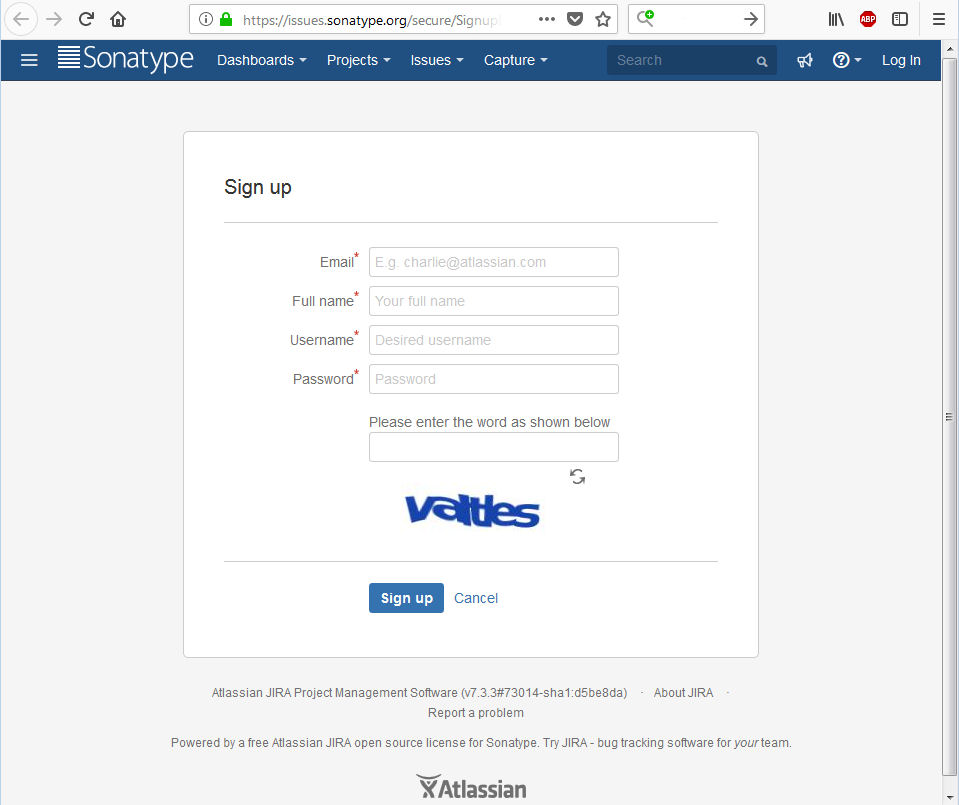 https://issues.sonatype.org/secure/Signup
ABP
Sonatype Dashboards Projects Issues Capture Search Log In
Sign up
Email* E.g. charlie@atlassian.com
Full name* Your full name
Username* Desired username
Password* Password
Please enter the word as shown below
Sign up Cancel
Atlassian JIRA Project Management Software (v7.3.3#73014-sha1:d5be8da) · About JIRA ·
Report a problem
Powered by a free Atlassian JIRA open source license for Sonatype. Try JIRA - bug tracking software for your team.
Atlassian